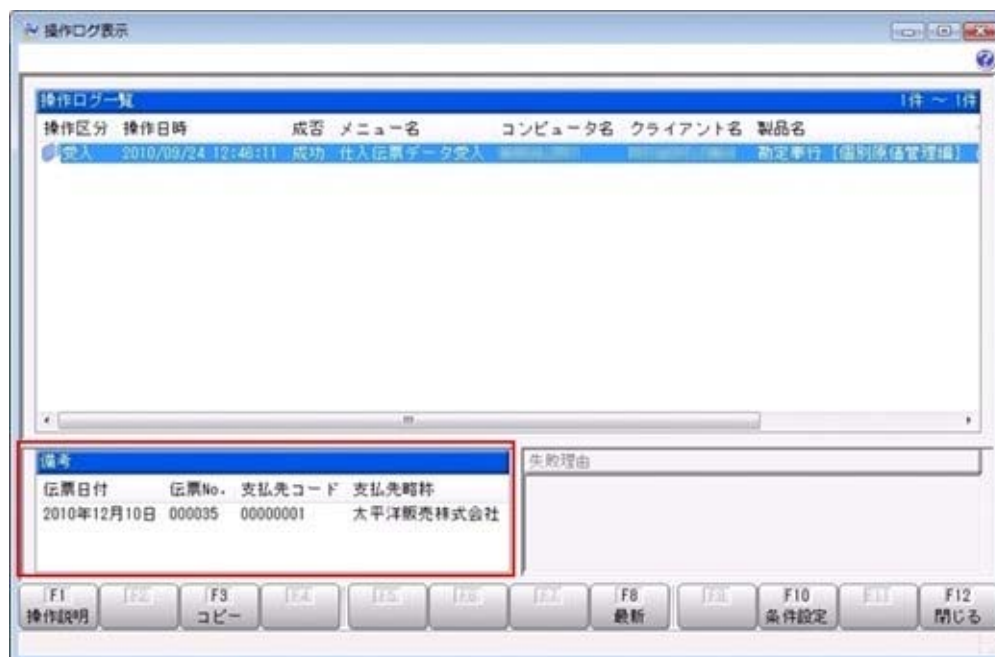 操作ログ表示
操作ログ一覧 1件 ～ 1件
操作区分 操作日時 成否 メニュー名 コンピュータ名 クライアント名 製品名
受入 2010/09/24 12:46:11 成功 仕入伝票データ受入 勘定奉行【個別原価管理編】
備考
伝票日付 伝票No. 支払先コード 支払先略称
2010年12月10日 000035 00000001 太平洋販売株式会社
失敗理由
F1 F2 F3 F4 F5 F6 F7 F8 F9 F10 F11 F12
操作説明 コピー 最新 条件設定 閉じる